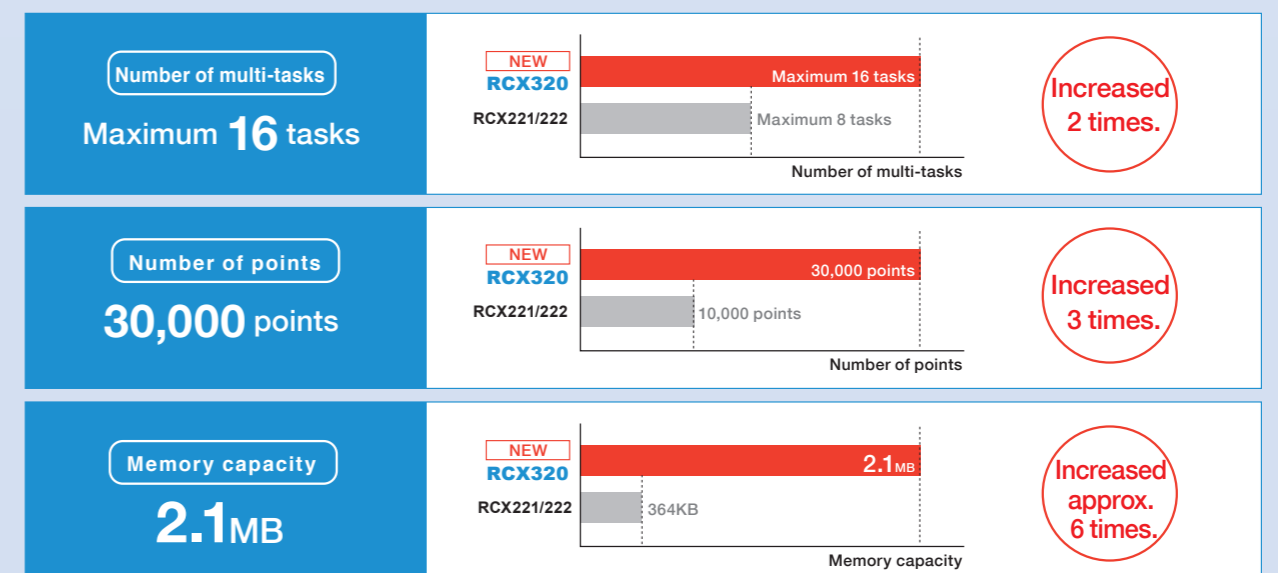 Number of multi-tasks
Maximum 16 tasks
NEW
RCX320
Maximum 16 tasks
RCX221/222
Maximum 8 tasks
Number of multi-tasks
Increased
2 times.
Number of points
30,000 points
NEW
RCX320
30,000 points
RCX221/222
10,000 points
Number of points
Increased
3 times.
Memory capacity
2.1MB
NEW
RCX320
2.1MB
RCX221/222
364KB
Memory capacity
Increased
approx.
6 times.